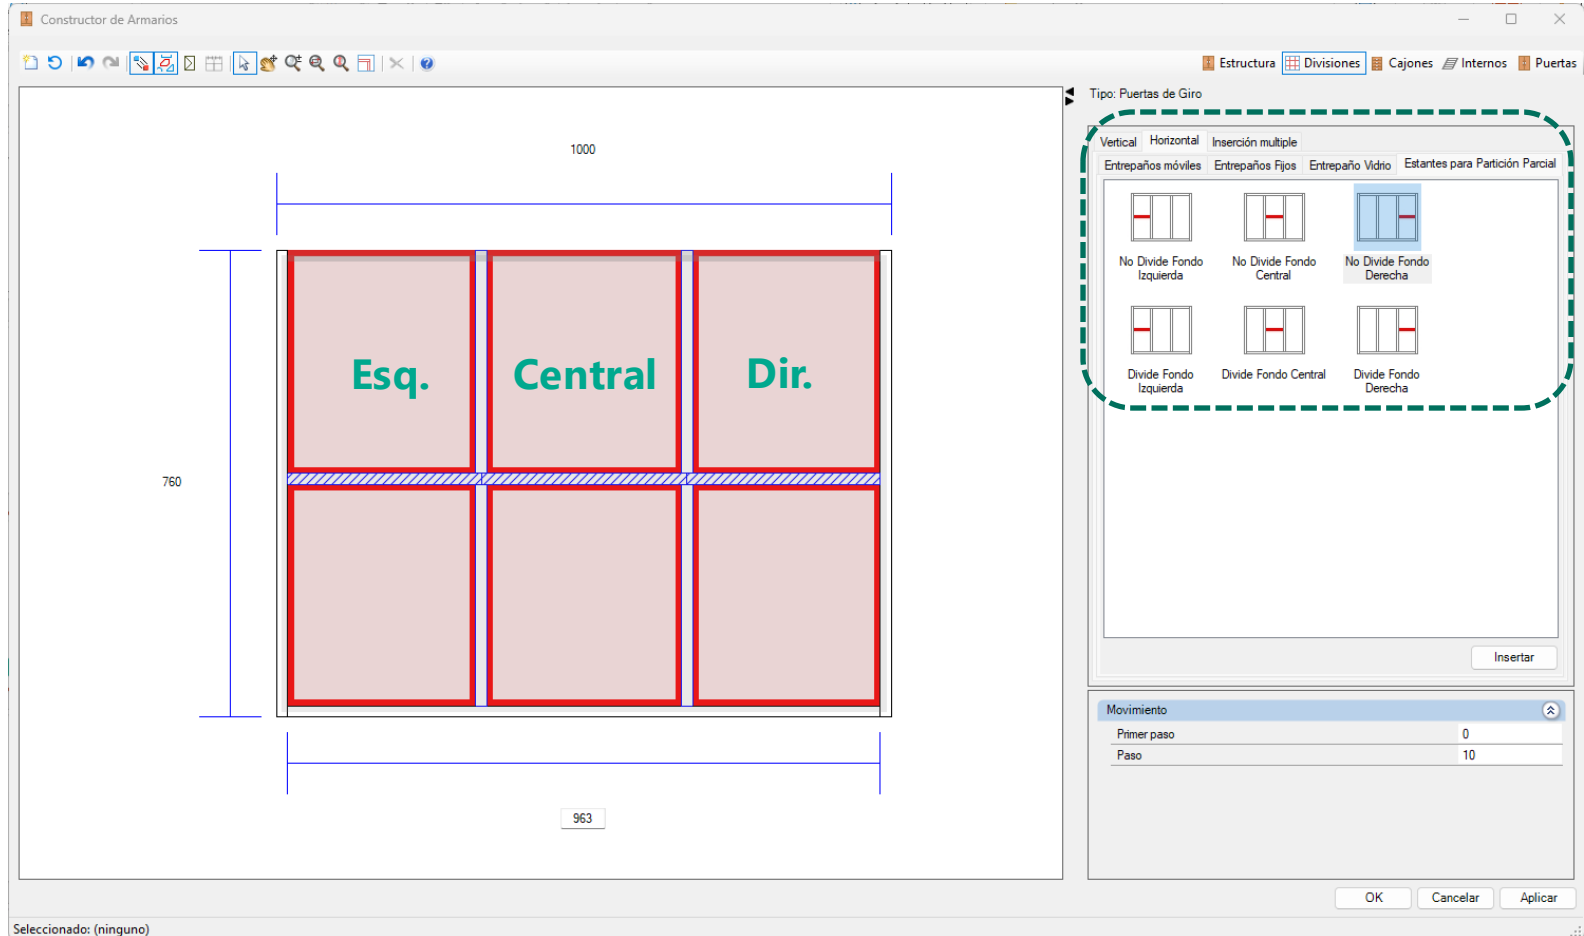 Constructor de Armarios
Estructura Divisiones Cajones Internos Puertas
Tipo: Puertas de Giro
Vertical Horizontal Inserción multiple
Entrepaños móviles Entrepaños Fijos Entrepaño Vidrio Estantes para Partición Parcial
No Divide Fondo Izquierda
No Divide Fondo Central
No Divide Fondo Derecha
Divide Fondo Izquierda
Divide Fondo Central
Divide Fondo Derecha
1000
Esq. Central Dir.
760
963
Insertar
Movimiento
Primer paso 0
Paso 10
OK Cancelar Aplicar
Seleccionado: (ninguno)